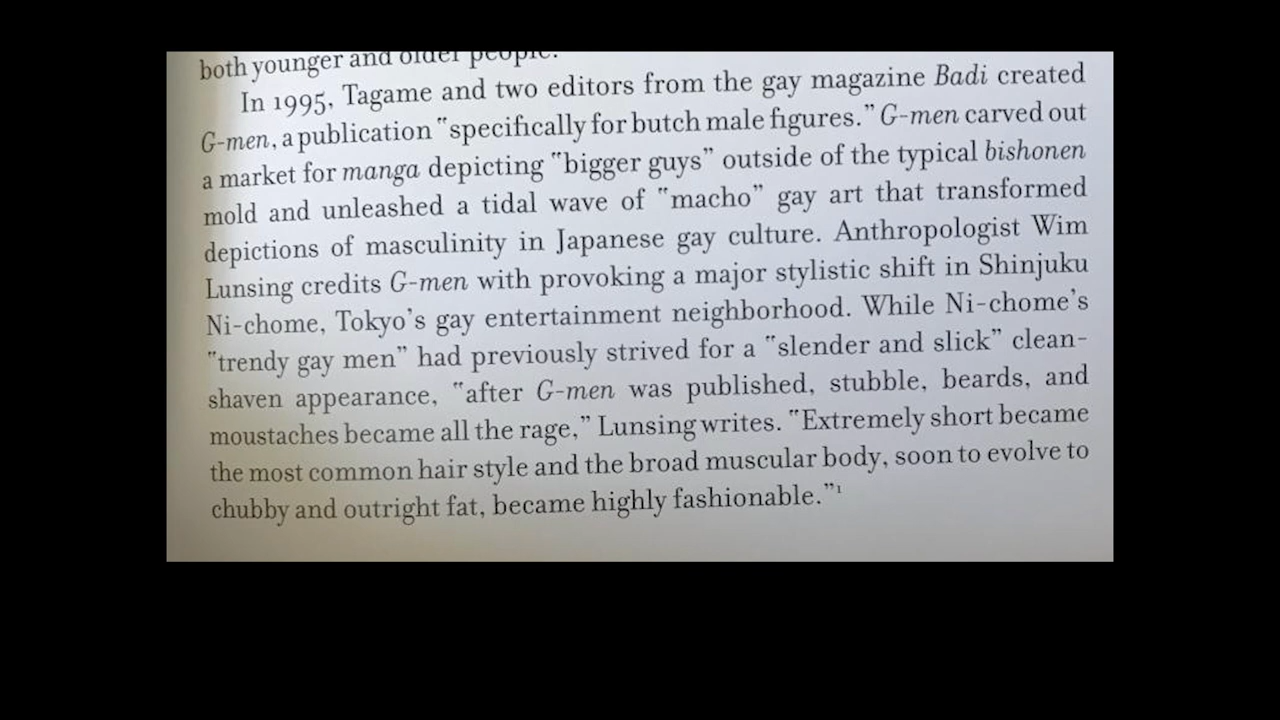 both younger and older people.
In 1995, Tagame and two editors from the gay magazine Badi created
G-men, a publication "specifically for butch male figures." G-men carved out
a market for manga depicting "bigger guys" outside of the typical bishonen
mold and unleashed a tidal wave of "macho" gay art that transformed
depictions of masculinity in Japanese gay culture. Anthropologist Wim
Lunsing credits G-men with provoking a major stylistic shift in Shinjuku
Ni-chome, Tokyo's gay entertainment neighborhood. While Ni-chome's
"trendy gay men" had previously strived for a "slender and slick" clean-
shaven appearance, "after G-men was published, stubble, beards, and
moustaches became all the rage," Lunsing writes. "Extremely short became
the most common hair style and the broad muscular body, soon to evolve to
chubby and outright fat, became highly fashionable."1